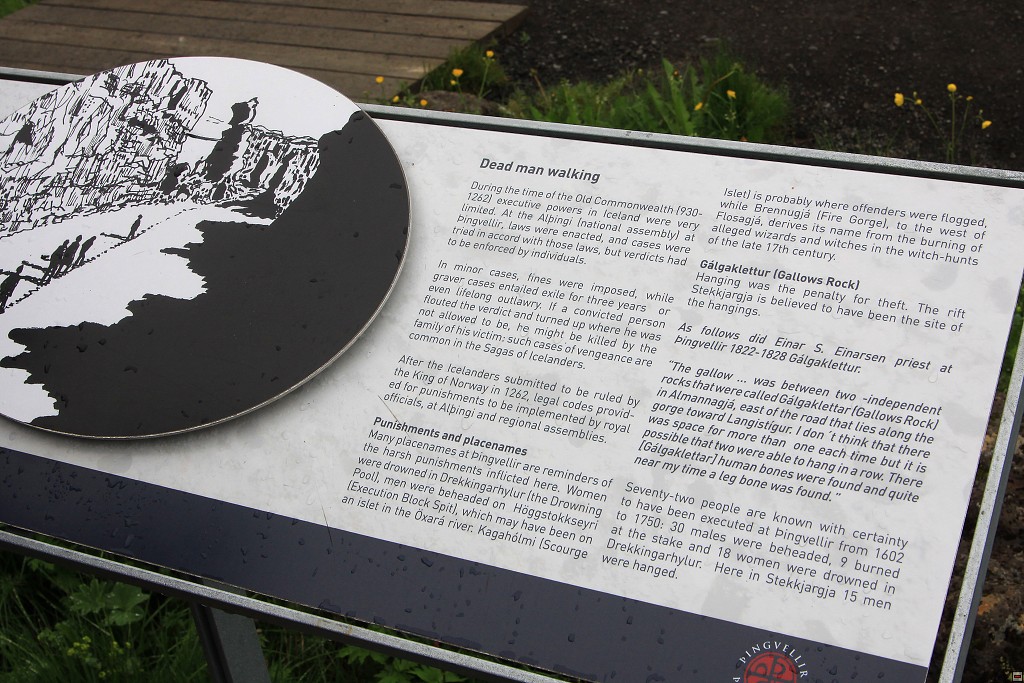 Dead man walking
During the time of the Old Commonwealth (930-
1262) executive powers in Iceland were very
limited. At the Alþingi (national assembly) at
Þingvellir, laws were enacted, and cases were
tried in accord with those laws, but verdicts had
to be enforced by individuals.
In minor cases, fines were imposed, while
graver cases entailed exile for three years or
even lifelong outlawry. If a convicted person
flouted the verdict and turned up where he was
not allowed to be, he might be killed by the
family of his victim; such cases of vengeance are
common in the Sagas of Icelanders.
After the Icelanders submitted to be ruled by
the King of Norway in 1262, legal codes provid-
ed for punishments to be implemented by royal
officials, at Alþingi and regional assemblies.
Punishments and placenames
Many placenames at Þingvellir are reminders of
the harsh punishments inflicted here. Women
were drowned in Drekkingarhylur (the Drowning
Pool), men were beheaded on Höggstokkseyri
(Execution Block Spit), which may have been on
an islet in the Öxará river. Kagahólmi (Scourge
Islet) is probably where offenders were flogged,
while Brennugjá (Fire Gorge), to the west of
Flosagjá, derives its name from the burning of
alleged wizards and witches in the witch-hunts
of the late 17th century.
Gálgaklettur (Gallows Rock)
Hanging was the penalty for theft. The rift
Stekkjargja is believed to have been the site of
the hangings.
As follows did Einar S. Einarsen priest at
Þingvellir 1822-1828 Gálgaklettur.
"The gallow ... was between two -independent
rocks that were called Gálgaklettar (Gallows Rock)
in Almannagjá, east of the road that lies along the
gorge toward Langistígur. I don´t think that there
was space for more than one each time but it is
possible that two were able to hang in a row. There
[Gálgaklettar] human bones were found and quite
near my time a leg bone was found."
Seventy-two people are known with certainty
to have been executed at Þingvellir from 1602
to 1750: 30 males were beheaded, 9 burned
at the stake and 18 women were drowned in
Drekkingarhylur. Here in Stekkjargja 15 men
were hanged.
ÞINGVELLIR